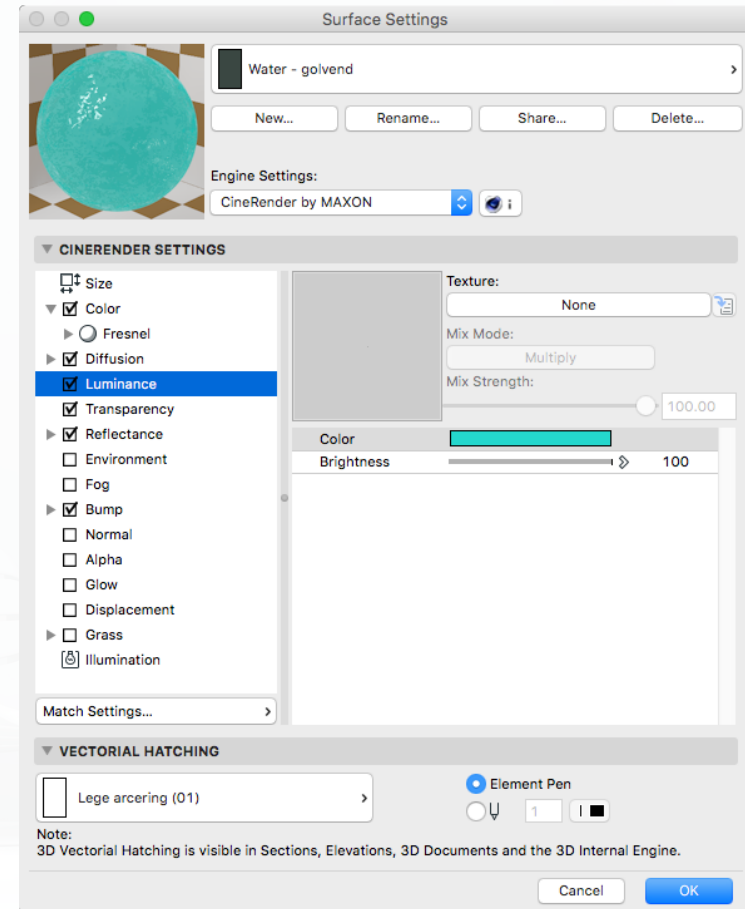 Surface Settings
Water - golvend
New... Rename... Share... Delete...
Engine Settings:
CineRender by MAXON
i
CINERENDER SETTINGS
Size
Color
Fresnel
Diffusion
Luminance
Transparency
Reflectance
Environment
Fog
Bump
Normal
Alpha
Glow
Displacement
Grass
Illumination
Match Settings...
Texture:
None
Mix Mode:
Multiply
Mix Strength:
100.00
Color
Brightness 100
VECTORIAL HATCHING
Lege arcering (01)
Element Pen
1
Note:
3D Vectorial Hatching is visible in Sections, Elevations, 3D Documents and the 3D Internal Engine.
Cancel OK